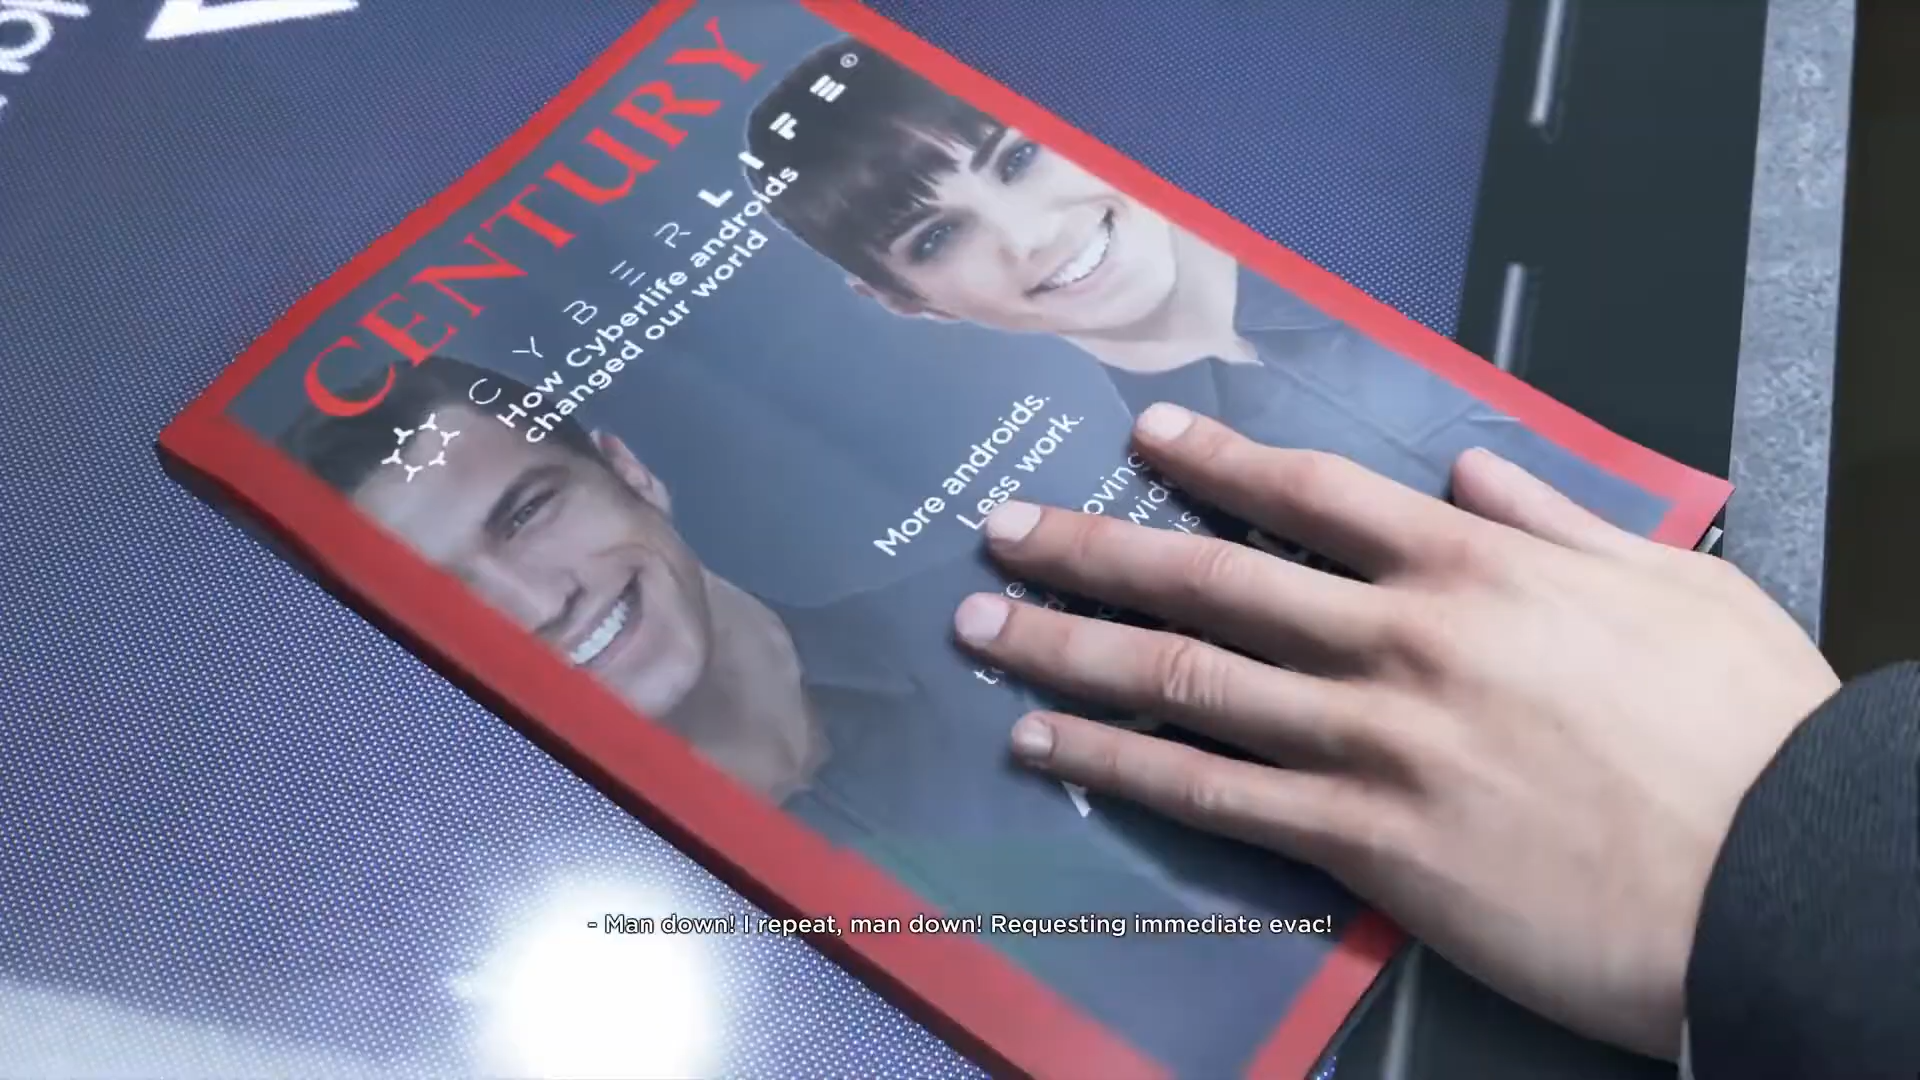 CENTURY
CYBERLIFE©
How Cyberlife androids
changed our world
More androids.
Less work.
- Man down! I repeat, man down! Requesting immediate evac!